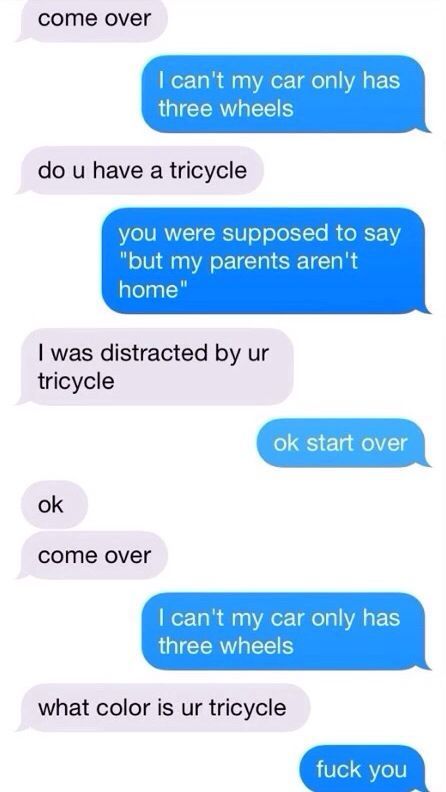 come over
I can't my car only has
three wheels
do u have a tricycle
you were supposed to say
"but my parents aren't
home"
I was distracted by ur
tricycle
ok start over
ok
come over
I can't my car only has
three wheels
what color is ur tricycle
fuck you